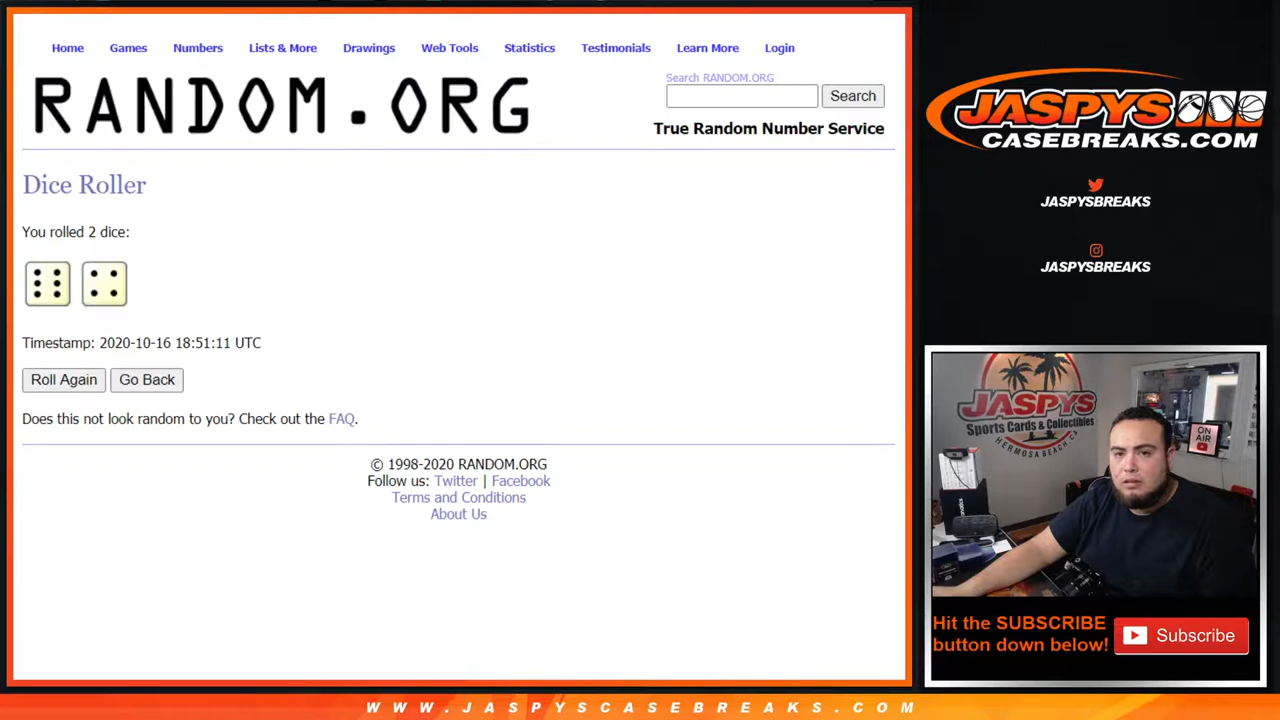 Home Games Numbers Lists & More Drawings Web Tools Statistics Testimonials Learn More Login
RANDOM.ORG
Search RANDOM.ORG
Search
True Random Number Service
Dice Roller
You rolled 2 dice:
Timestamp: 2020-10-16 18:51:11 UTC
Roll Again Go Back
Does this not look random to you? Check out the FAQ.
© 1998-2020 RANDOM.ORG
Follow us: Twitter | Facebook
Terms and Conditions
About Us
JASPYS
CASEBREAKS.COM
JASPYSBREAKS
JASPYSBREAKS
JASPYS
Sports Cards & Collectibles
HERMOSA BEACH, CA
ON
AIR
Hit the SUBSCRIBE
button down below!
Subscribe
WWW.JASPYSCASEBREAKS.COM